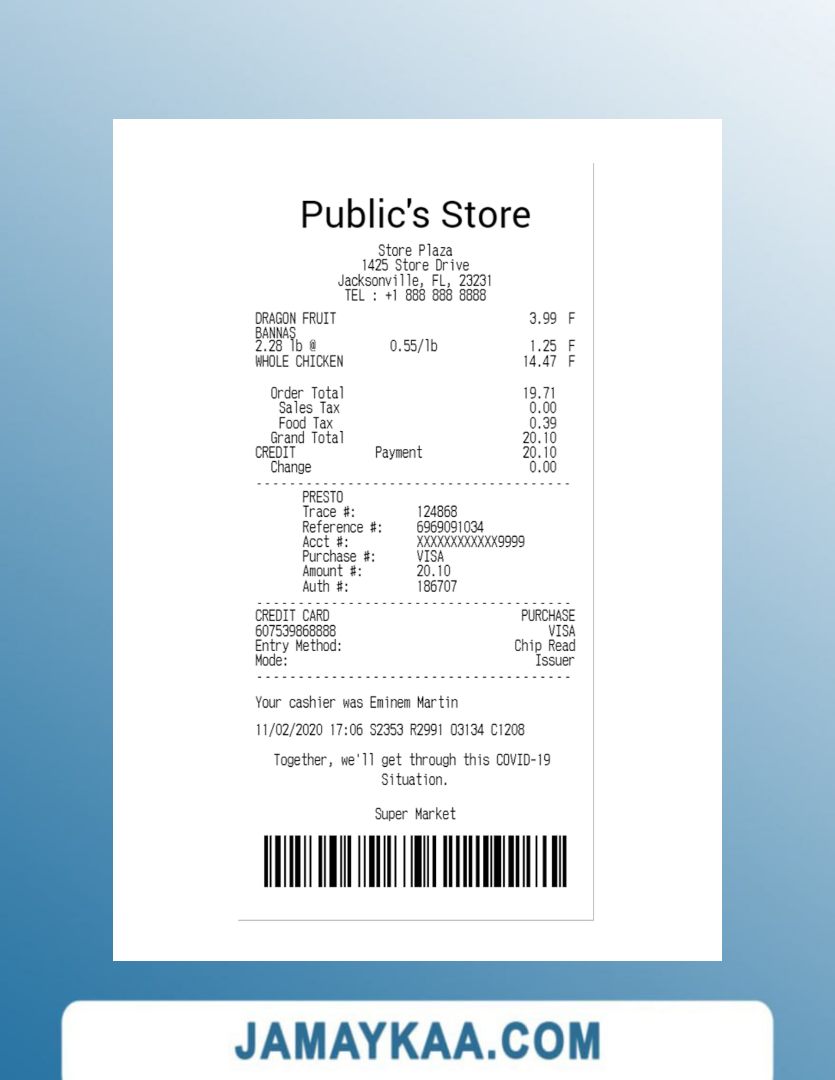 Public's Store
Store Plaza
1425 Store Drive
Jacksonville, FL, 23231
TEL : +1 888 888 8888
DRAGON FRUIT 3.99 F
BANNAS
2.28 lb @ 0.55/lb 1.25 F
WHOLE CHICKEN 14.47 F
Order Total 19.71
Sales Tax 0.00
Food Tax 0.39
Grand Total 20.10
CREDIT Payment 20.10
Change 0.00
PRESTO
Trace #: 124868
Reference #: 6969091034
Acct #: XXXXXXXXXXXX9999
Purchase #: VISA
Amount #: 20.10
Auth #: 186707
CREDIT CARD PURCHASE
607539868888 VISA
Entry Method: Chip Read
Mode: Issuer
Your cashier was Eminem Martin
11/02/2020 17:06 S2353 R2991 O3134 C1208
Together, we'll get through this COVID-19
Situation.
Super Market
JAMAYKAA.COM